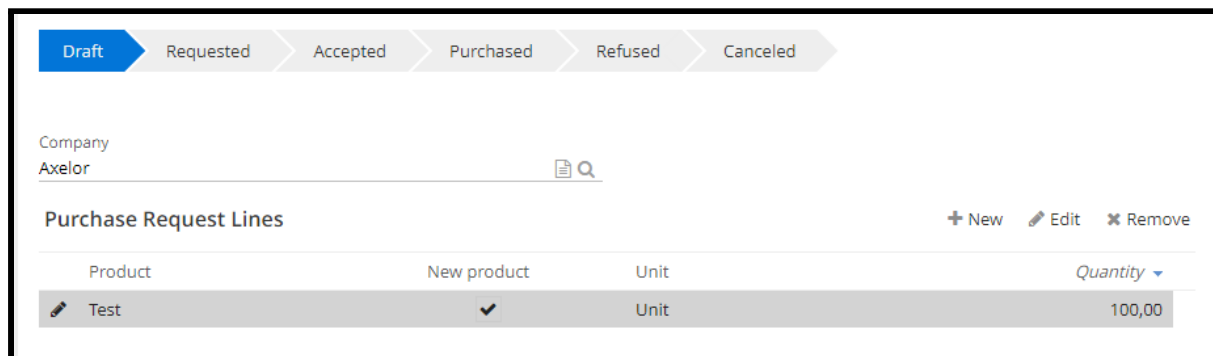 Draft Requested Accepted Purchased Refused Canceled
Company
Axelor
Purchase Request Lines New Edit Remove
Product New product Unit Quantity
Test Unit 100,00